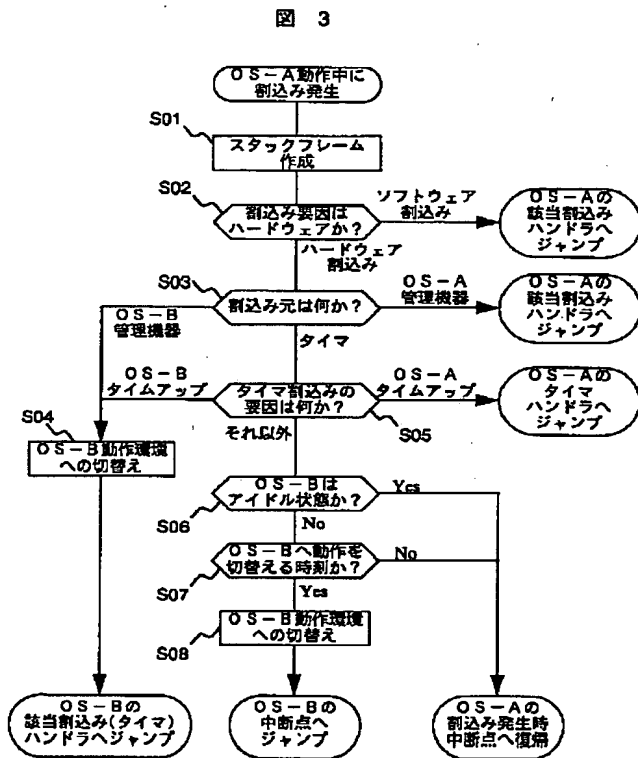 図 3
OS-A動作中に
割込み発生
S01
スタックフレーム
作成
S02
割込み要因は
ハードウェアか?
ソフトウェア
割込み
OS-Aの
該当割込み
ハンドラへ
ジャンプ
ハードウェア
割込み
S03
割込み元は何か?
OS-A
管理機器
OS-Aの
該当割込み
ハンドラへ
ジャンプ
OS-B
管理機器
タイマ
OS-B
タイムアップ
タイマ割込みの
要因は何か?
OS-A
タイムアップ
OS-Aの
タイマ
ハンドラへ
ジャンプ
S04
S05
それ以外
OS-B動作環境
への切替え
OS-Bは
アイドル状態か?
Yes
S06
No
OS-Bへ動作を
切替える時刻か?
No
S07
Yes
OS-B動作環境
への切替え
S08
OS-Bの
該当割込み(タイマ)
ハンドラへジャンプ
OS-Bの
中断点へ
ジャンプ
OS-Aの
割込み発生時
中断点へ復帰